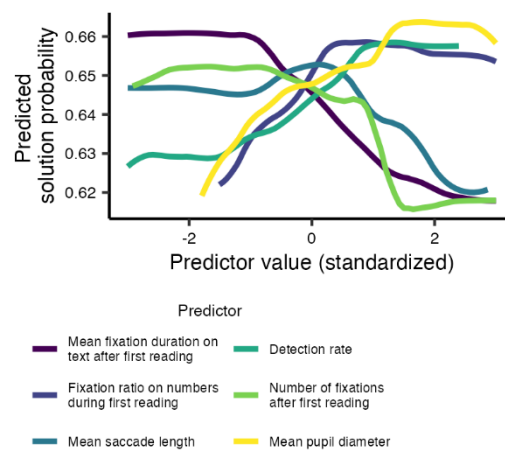 Predicted
solution probability
0.66
0.65
0.64
0.63
0.62
-2
0
2
Predictor value (standardized)
Predictor
Mean fixation duration on
text after first reading
Detection rate
Fixation ratio on numbers
during first reading
Number of fixations
after first reading
Mean saccade length
Mean pupil diameter